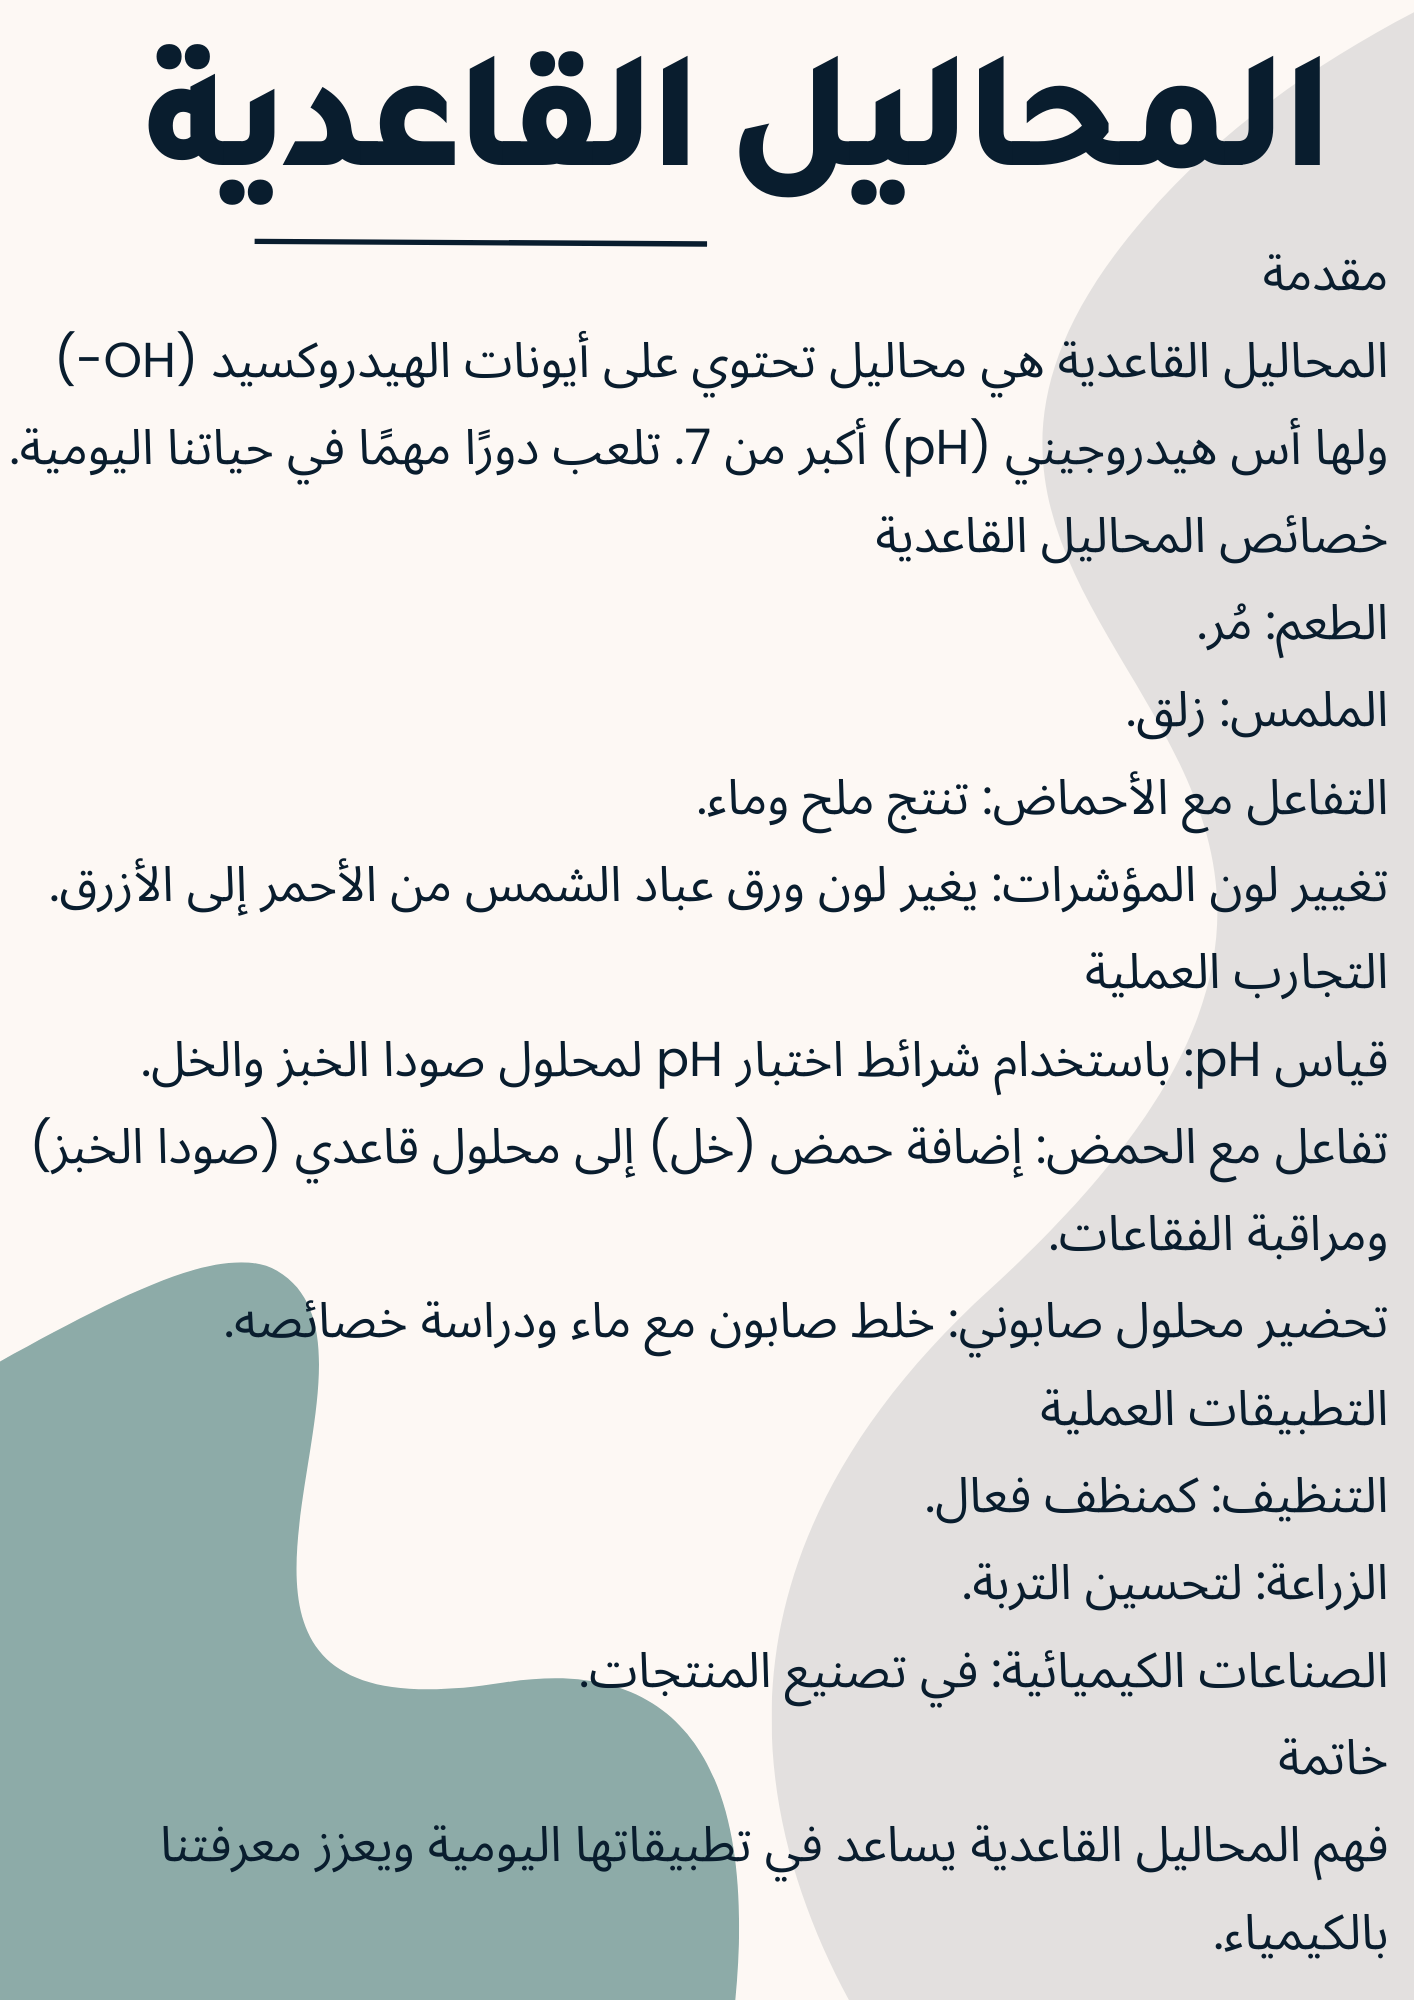 المحاليل القاعدية
مقدمة
المحاليل القاعدية هي محاليل تحتوي على أيونات الهيدروكسيد (OH-)
ولها أس هيدروجيني (pH) أكبر من 7. تلعب دورًا مهمًا في حياتنا اليومية.
خصائص المحاليل القاعدية
الطعم: مُر.
الملمس: زلق.
التفاعل مع الأحماض: تنتج ملح وماء.
تغيير لون المؤشرات: يغير لون ورق عباد الشمس من الأحمر إلى الأزرق.
التجارب العملية
قياس pH: باستخدام شرائط اختبار pH لمحلول صودا الخبز والخل.
تفاعل مع الحمض: إضافة حمض (خل) إلى محلول قاعدي (صودا الخبز)
ومراقبة الفقاعات.
تحضير محلول صابوني: خلط صابون مع ماء ودراسة خصائصه.
التطبيقات العملية
التنظيف: كمنظف فعال.
الزراعة: لتحسين التربة.
الصناعات الكيميائية: في تصنيع المنتجات.
خاتمة
فهم المحاليل القاعدية يساعد في تطبيقاتها اليومية ويعزز معرفتنا
بالكيمياء.